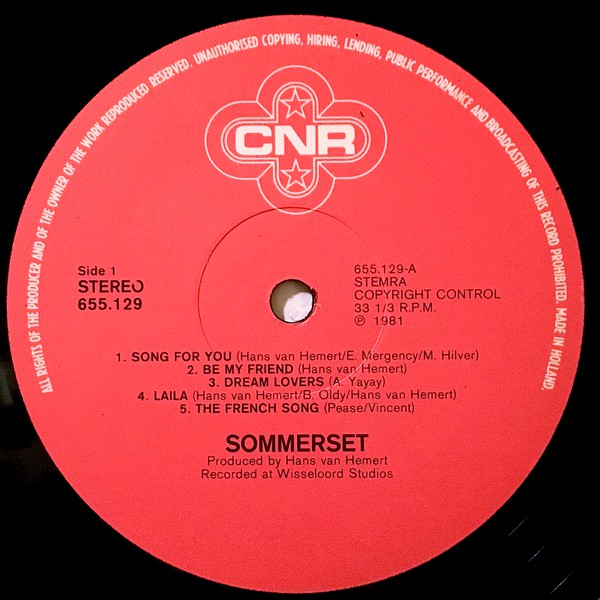 ALL RIGHTS OF THE PRODUCER AND OF THE OWNER OF THE WORK REPRODUCED RESERVED. UNAUTHORISED COPYING, HIRING, LENDING, PUBLIC PERFORMANCE AND BROADCASTING OF THIS RECORD PROHIBITED. MADE IN HOLLAND.
CNR
Side 1
STEREO
655.129
655.129-A
STEMRA
COPYRIGHT CONTROL
33 1/3 R.P.M.
℗ 1981
1. SONG FOR YOU (Hans van Hemert/E. Mergency/M. Hilver)
2. BE MY FRIEND (Hans van Hemert)
3. DREAM LOVERS (A. Yayay)
4. LAILA (Hans van Hemert/B. Oldy/Hans van Hemert)
5. THE FRENCH SONG (Pease/Vincent)
SOMMERSET
Produced by Hans van Hemert
Recorded at Wisseloord Studios